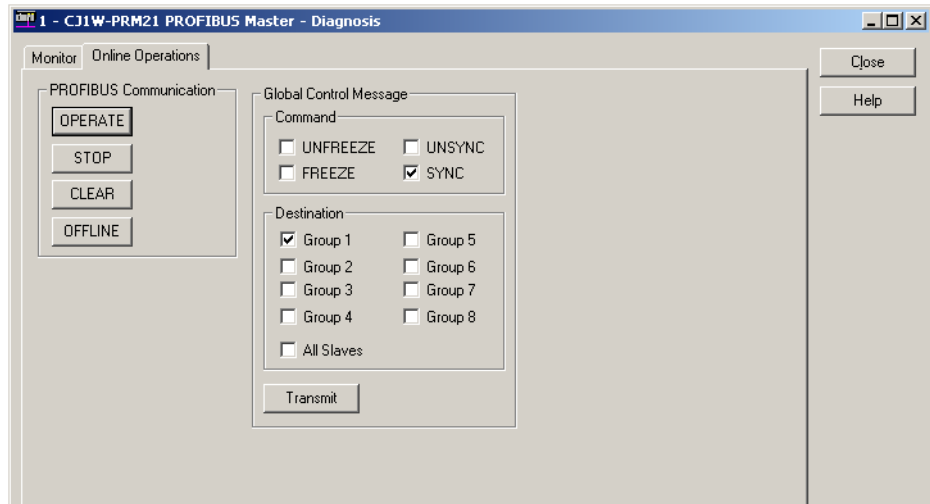 1 - CJ1W-PRM21 PROFIBUS Master - Diagnosis
Monitor
Online Operations
Close
Help
PROFIBUS Communication
OPERATE
STOP
CLEAR
OFFLINE
Global Control Message
Command
UNFREEZE UNSYNC
FREEZE SYNC
Destination
Group 1 Group 5
Group 2 Group 6
Group 3 Group 7
Group 4 Group 8
All Slaves
Transmit